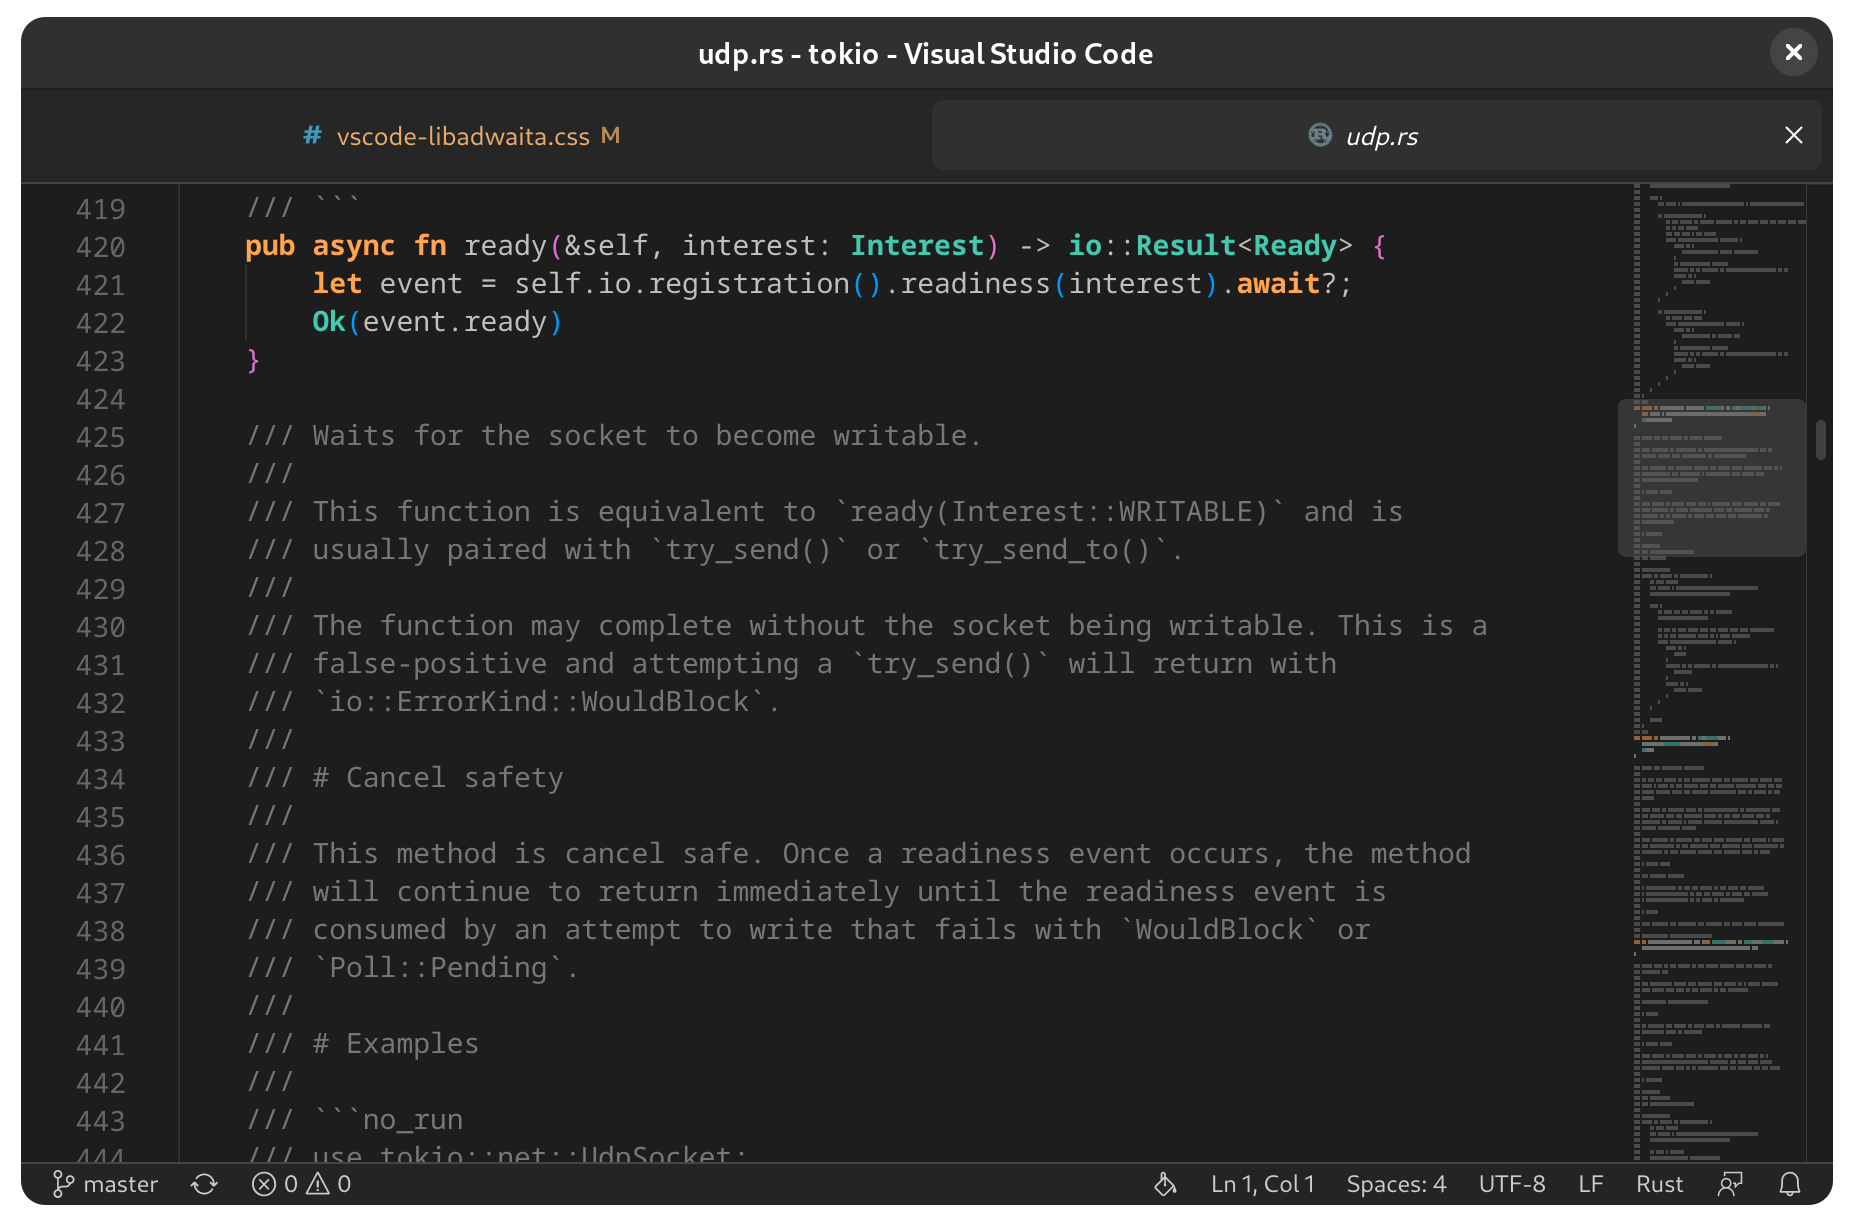 udp.rs - tokio - Visual Studio Code
# vscode-libadwaita.css M
udp.rs
419 /// ```
420 pub async fn ready(&self, interest: Interest) -> io::Result<Ready> {
421 let event = self.io.registration().readiness(interest).await?;
422 Ok(event.ready)
423 }
424
425 /// Waits for the socket to become writable.
426 ///
427 /// This function is equivalent to `ready(Interest::WRITABLE)` and is
428 /// usually paired with `try_send()` or `try_send_to()`.
429 ///
430 /// The function may complete without the socket being writable. This is a
431 /// false-positive and attempting a `try_send()` will return with
432 /// `io::ErrorKind::WouldBlock`.
433 ///
434 /// # Cancel safety
435 ///
436 /// This method is cancel safe. Once a readiness event occurs, the method
437 /// will continue to return immediately until the readiness event is
438 /// consumed by an attempt to write that fails with `WouldBlock` or
439 /// `Poll::Pending`.
440 ///
441 /// # Examples
442 ///
443 /// ```no_run
444 /// use tokio::net::UdpSocket;
master 0 0 Ln 1, Col 1 Spaces: 4 UTF-8 LF Rust